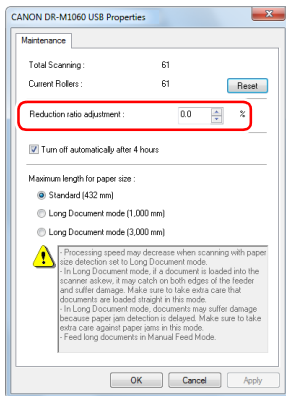 CANON DR-M1060 USB Properties
Maintenance
Total Scanning : 61
Current Rollers : 61 Reset
Reduction ratio adjustment : 0.0 %
Turn off automatically after 4 hours
Maximum length for paper size :
Standard (432 mm)
Long Document mode (1,000 mm)
Long Document mode (3,000 mm)
- Processing speed may decrease when scanning with paper
size detection set to Long Document mode.
- In Long Document mode, if a document is loaded into the
scanner askew, it may catch on both edges of the feeder
and suffer damage. Make sure to take extra care that
documents are loaded straight in this mode.
- In Long Document mode, documents may suffer damage
because paper jam detection is delayed. Make sure to take
extra care against paper jams in this mode.
- Feed long documents in Manual Feed Mode.
OK Cancel Apply